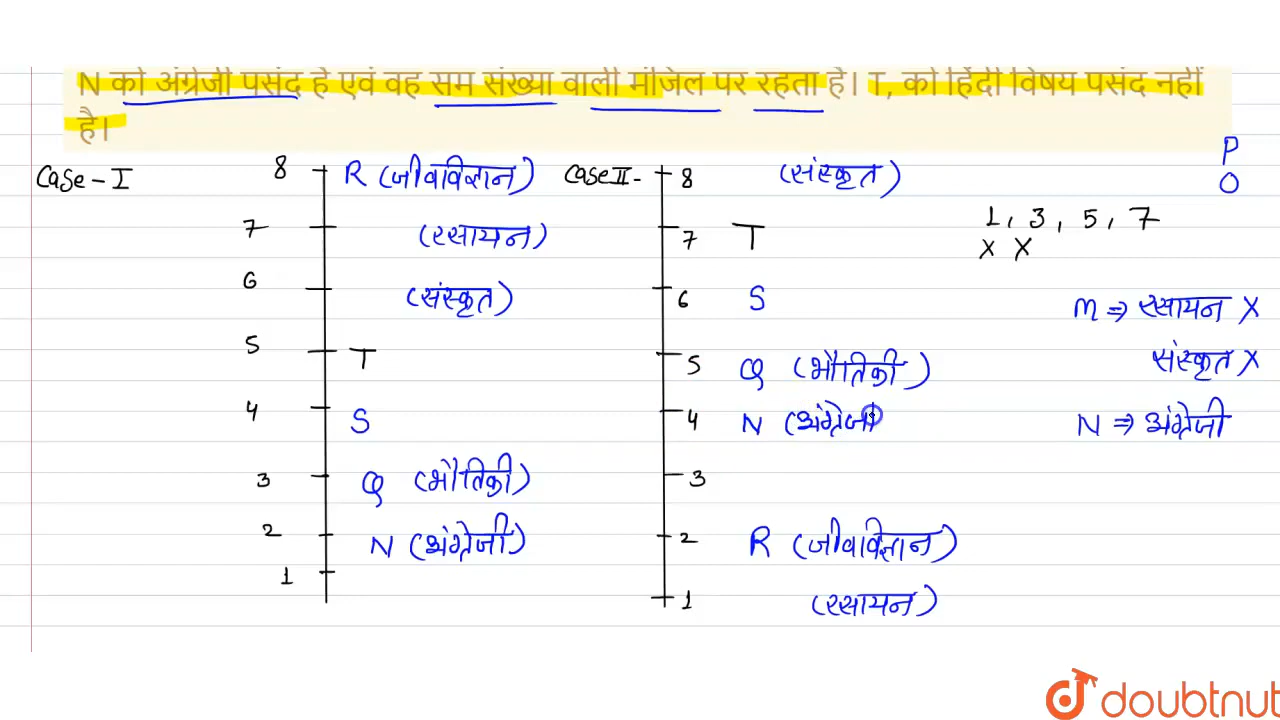 N को अंग्रेजी पसंद है एवं वह सम संख्या वाली मंजिल पर रहता है। T, को हिंदी विषय पसंद नहीं
है।
Case-I
8 R (जीवविज्ञान)
7 (रसायन)
6 (संस्कृत)
5 T
4 S
3 Q (भौतिकी)
2 N (अंग्रेजी)
1
Case II-
8 (संस्कृत)
7 T
6 S
5 Q (भौतिकी)
4 N (अंग्रेजी
3
2 R (जीवविज्ञान)
1 (रसायन)
P
O
1, 3, 5, 7
x x
M ⇒ रसायन x
संस्कृत x
N ⇒ अंग्रेजी
doubtnut